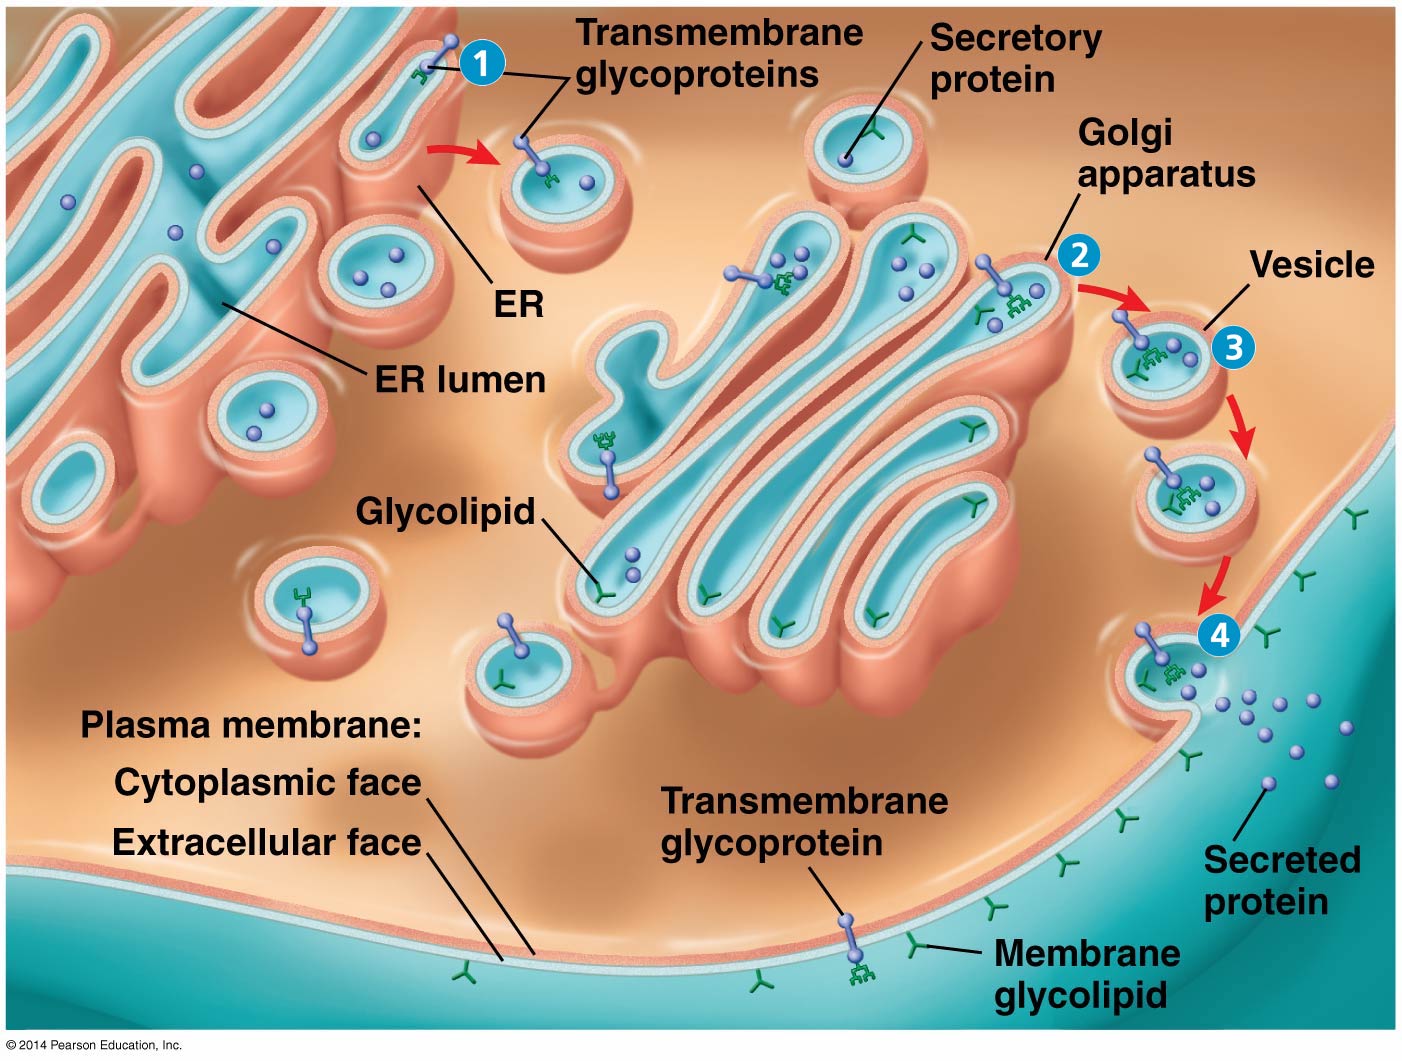 1
Transmembrane
glycoproteins
Secretory
protein
Golgi
apparatus
2
Vesicle
3
ER
ER lumen
Glycolipid
4
Plasma membrane:
Cytoplasmic face
Extracellular face
Transmembrane
glycoprotein
Secreted
protein
Membrane
glycolipid
© 2014 Pearson Education, Inc.